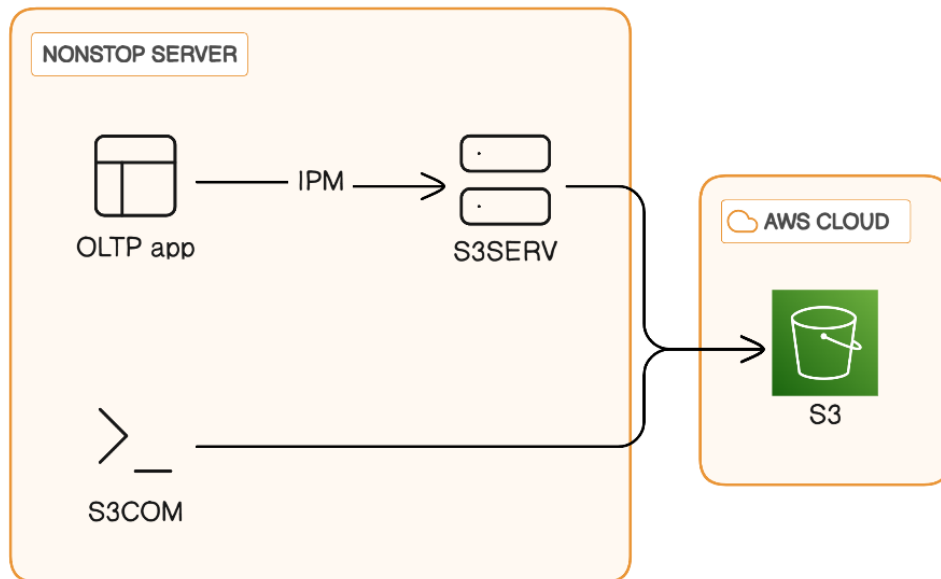 NONSTOP SERVER
IPM
OLTP app
S3SERV
AWS CLOUD
S3
S3COM